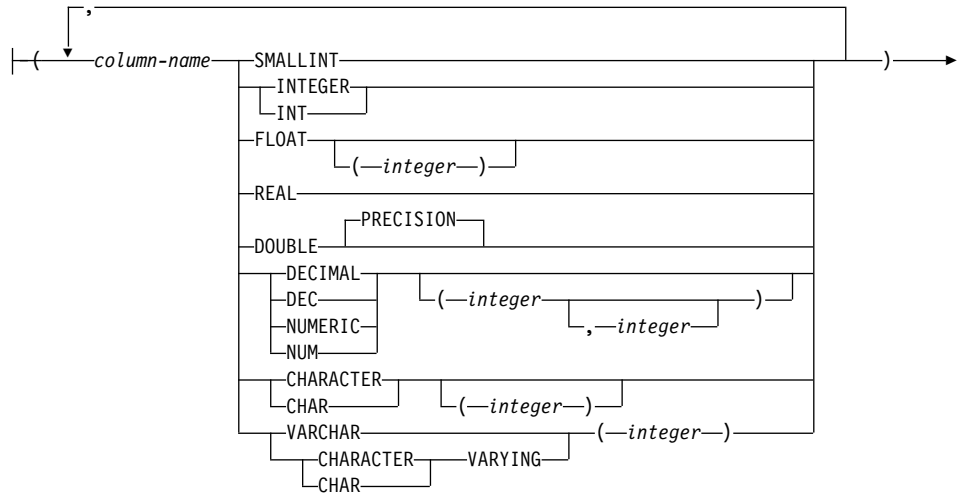 ,
( column-name SMALLINT )
INTEGER
INT
FLOAT
( integer )
REAL
PRECISION
DOUBLE
DECIMAL
( integer )
DEC
, integer
NUMERIC
NUM
CHARACTER
CHAR ( integer )
VARCHAR ( integer )
CHARACTER VARYING
CHAR